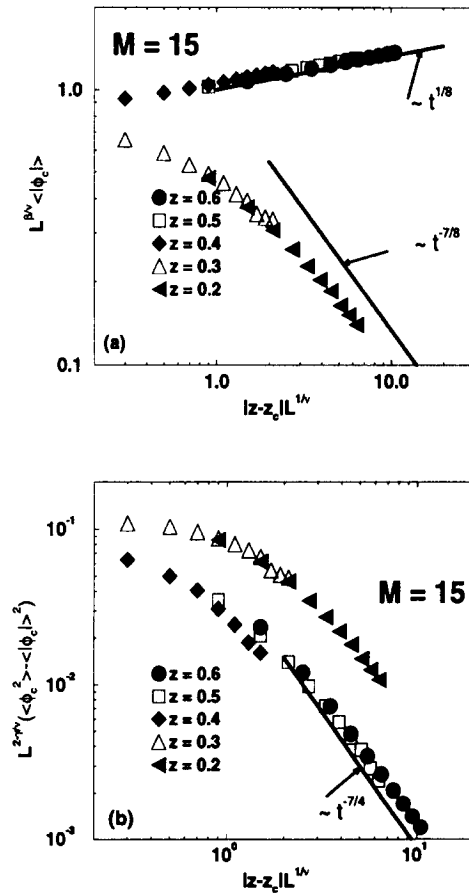 M = 15
1.0
~ t^{1/8}
L^{β/ν}<|ϕ_c|>
z = 0.6
z = 0.5
z = 0.4
z = 0.3
z = 0.2
~ t^{-7/8}
0.1
(a)
1.0
10.0
|z-z_c|L^{1/ν}
10^{-1}
M = 15
L^{2-γ/ν}(<ϕ_c^2>-<|ϕ_c|>^2)
10^{-2}
z = 0.6
z = 0.5
z = 0.4
z = 0.3
z = 0.2
~ t^{-7/4}
10^{-3}
(b)
10^0
10^1
|z-z_c|L^{1/ν}